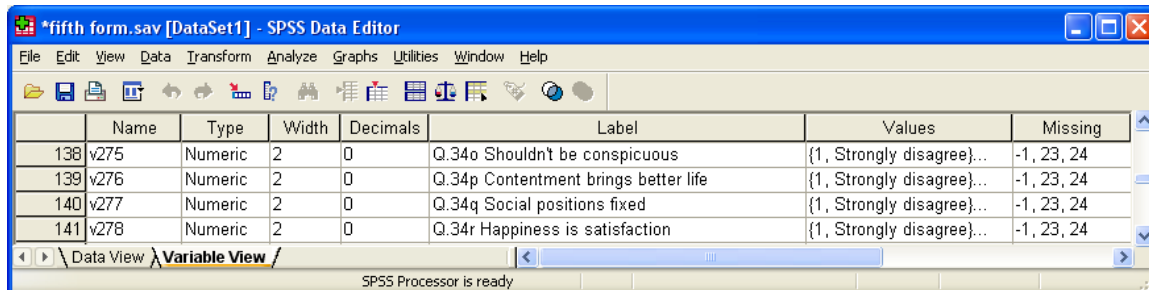 *fifth form.sav [DataSet1] - SPSS Data Editor
File Edit View Data Transform Analyze Graphs Utilities Window Help
Name Type Width Decimals Label Values Missing
138 v275 Numeric 2 0 Q.34o Shouldn't be conspicuous {1, Strongly disagree}... -1, 23, 24
139 v276 Numeric 2 0 Q.34p Contentment brings better life {1, Strongly disagree}... -1, 23, 24
140 v277 Numeric 2 0 Q.34q Social positions fixed {1, Strongly disagree}... -1, 23, 24
141 v278 Numeric 2 0 Q.34r Happiness is satisfaction {1, Strongly disagree}... -1, 23, 24
Data View Variable View
SPSS Processor is ready